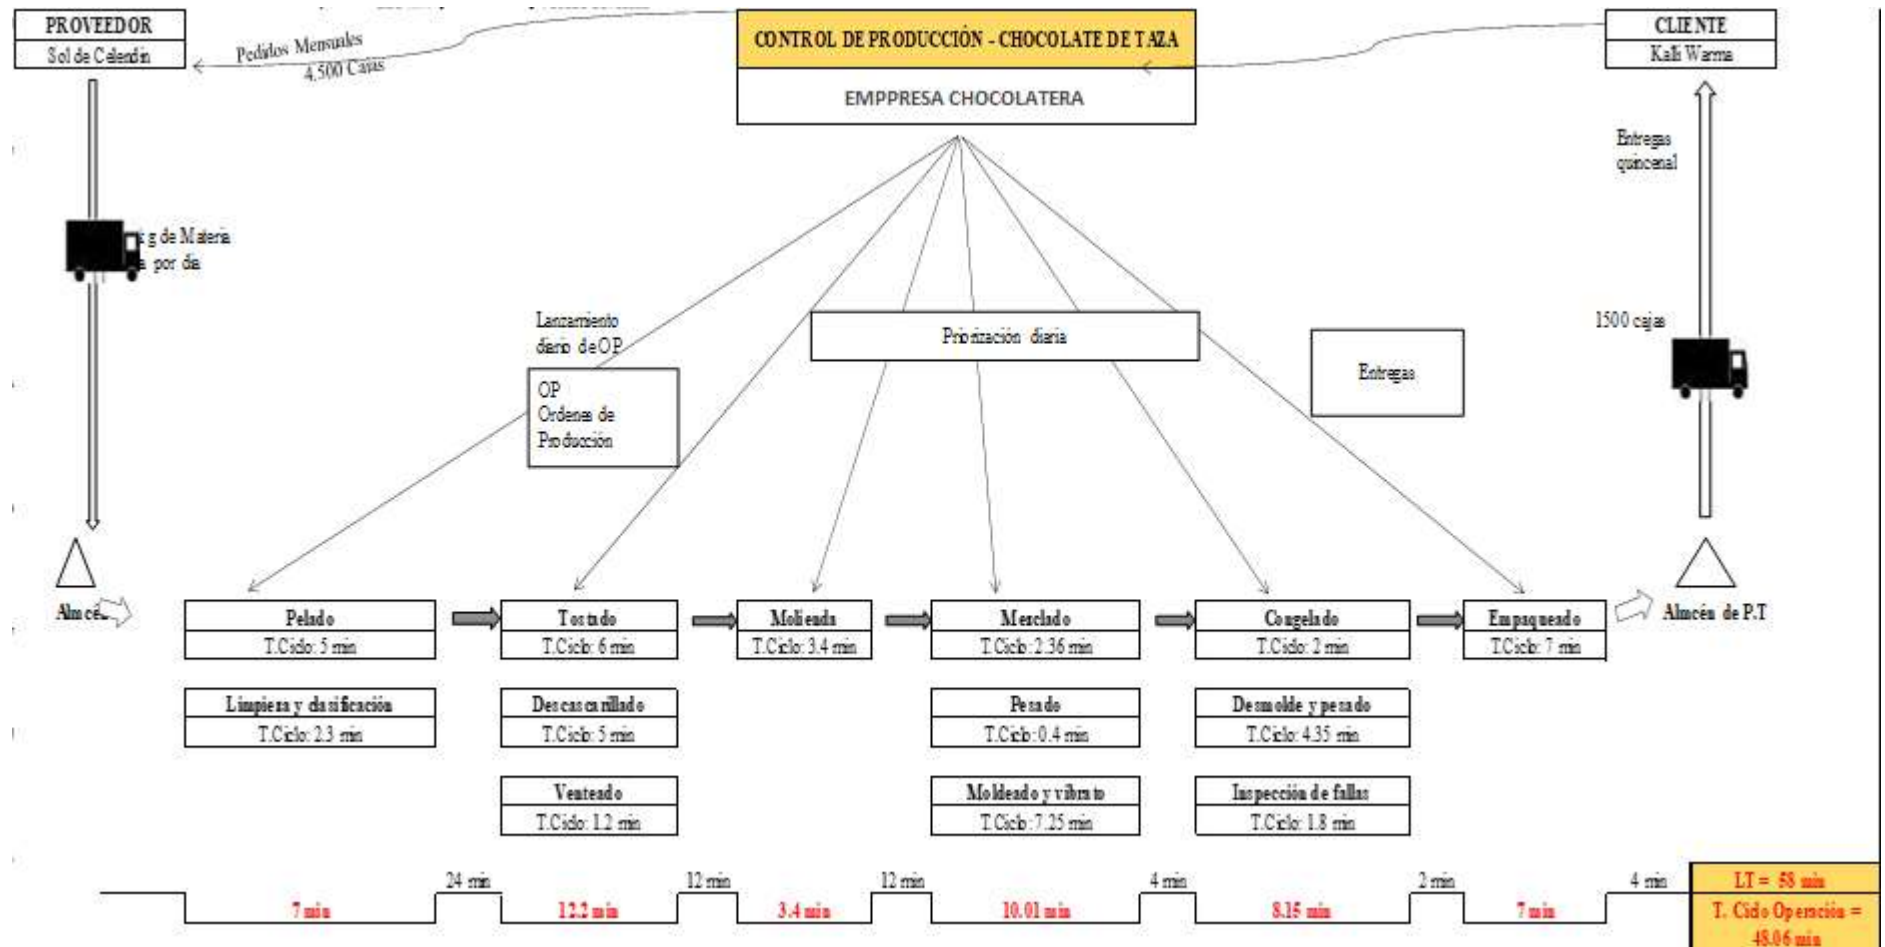 PROVEEDOR
Sol de Celendin
Pedidos Mensuales
4.500 Cajas
CONTROL DE PRODUCCIÓN - CHOCOLATE DE TAZA
EMPPRESA CHOCOLATERA
CLIENTE
Kalli Warma
Entregas
quincenal
g de Materia
por dia
Lanzamiento
diario de OP
OP
Ordenes de
Producción
Priorización diaria
Entregas
1500 cajas
Almcén
Pelado
T.Ciclo: 5 min
Tostado
T.Ciclo: 6 min
Molienda
T.Ciclo: 3.4 min
Mezclado
T.Ciclo: 2.36 min
Congelado
T.Ciclo: 2 min
Empaqueado
T.Ciclo: 7 min
Almcén de P.T
Limpieza y clasificación
T.Ciclo: 2.3 min
Descascarillado
T.Ciclo: 5 min
Pesado
T.Ciclo: 0.4 min
Desmolde y pesado
T.Ciclo: 4.35 min
Venteado
T.Ciclo: 1.2 min
Moldeado y vibrato
T.Ciclo: 7.25 min
Inspección de fallas
T.Ciclo: 1.8 min
24 min
12 min
12 min
4 min
2 min
4 min
7 min
12.2 min
3.4 min
10.01 min
8.15 min
7 min
LT = 58 min
T. Ciclo Operación =
48.06 min